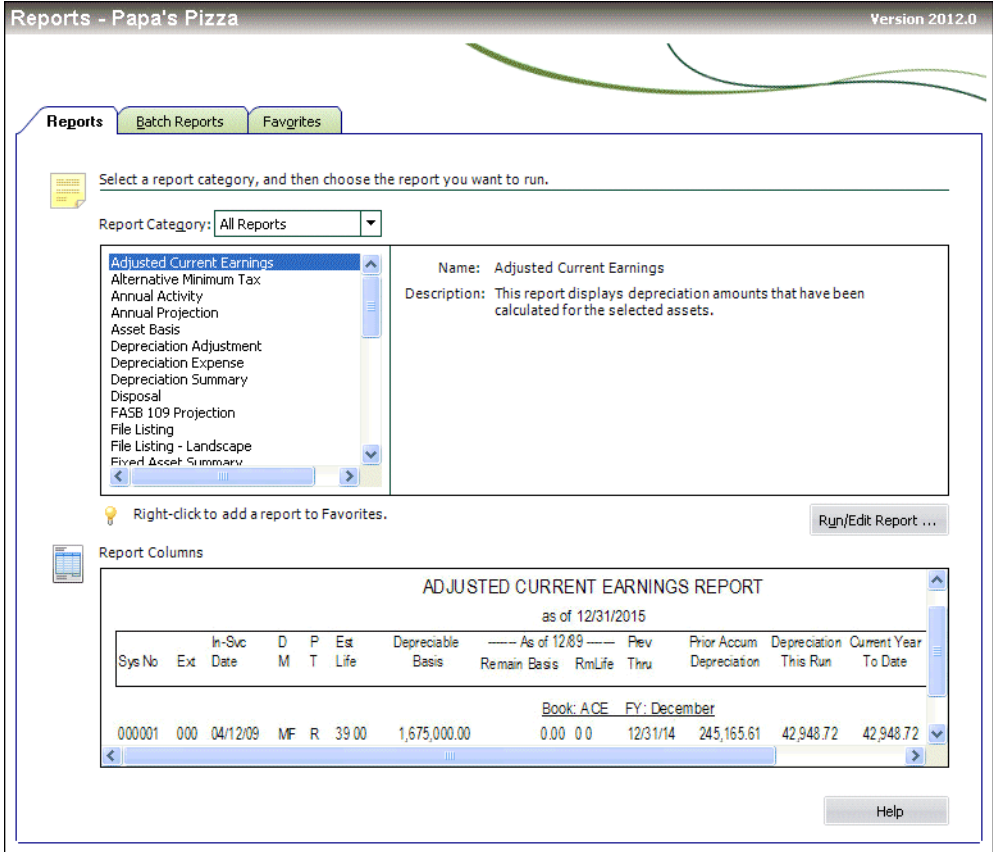 Reports - Papa's Pizza Version 2012.0
Reports Batch Reports Favorites
Select a report category, and then choose the report you want to run.
Report Category: All Reports
Adjusted Current Earnings
Alternative Minimum Tax
Annual Activity
Annual Projection
Asset Basis
Depreciation Adjustment
Depreciation Expense
Depreciation Summary
Disposal
FASB 109 Projection
File Listing
File Listing - Landscape
Fixed Asset Summary
Name: Adjusted Current Earnings
Description: This report displays depreciation amounts that have been
calculated for the selected assets.
Right-click to add a report to Favorites.
Run/Edit Report ...
Report Columns
ADJUSTED CURRENT EARNINGS REPORT
as of 12/31/2015
In-Svc D P Est Depreciable ------- As of 12/89 ------- Prev Prior Accum Depreciation Current Year
Sys No Ext Date M T Life Basis Remain Basis RmLife Thru Depreciation This Run To Date
Book: ACE FY: December
000001 000 04/12/09 MF R 39 00 1,675,000.00 0.00 0 0 12/31/14 245,165.61 42,948.72 42,948.72
Help